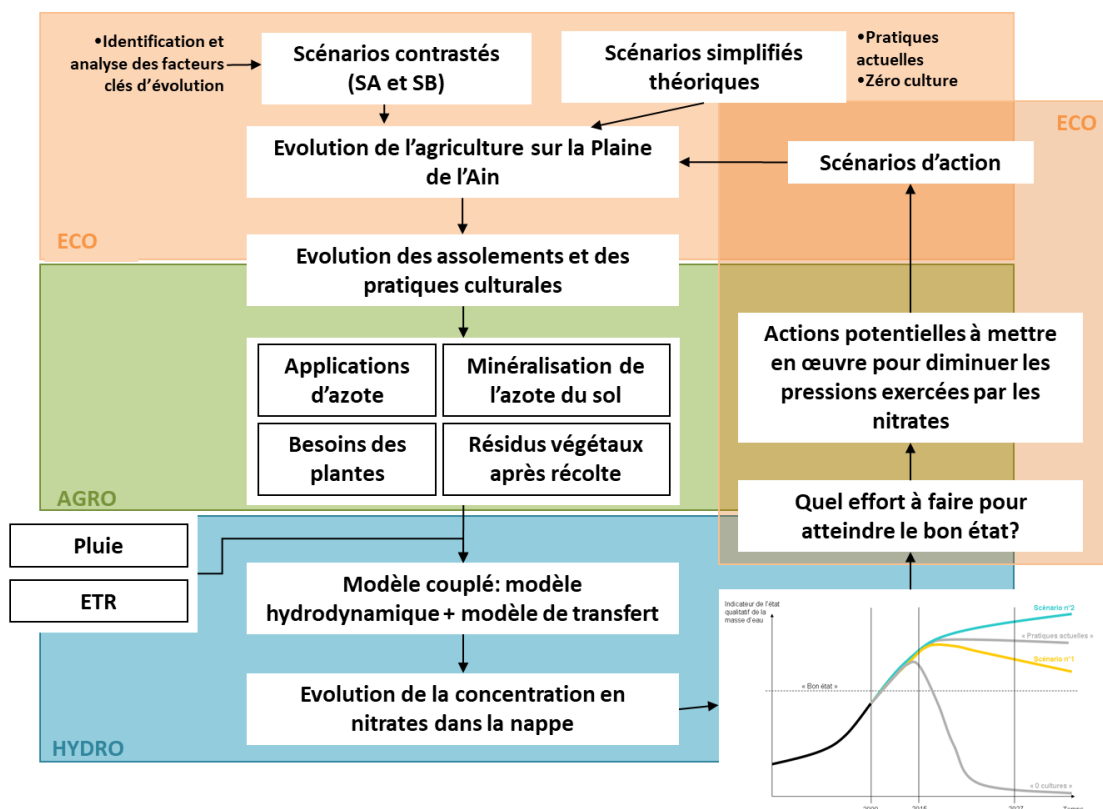 •Identification et
analyse des facteurs
clés d'évolution
Scénarios contrastés
(SA et SB)
Scénarios simplifiés
théoriques
•Pratiques
actuelles
•Zéro culture
ECO
Evolution de l'agriculture sur la Plaine
de l'Ain
Scénarios d'action
ECO
Evolution des assolements et des
pratiques culturales
Applications
d'azote
Minéralisation de
l'azote du sol
Besoins des
plantes
Résidus végétaux
après récolte
Actions potentielles à mettre
en œuvre pour diminuer les
pressions exercées par les
nitrates
AGRO
Quel effort à faire pour
atteindre le bon état?
Pluie
ETR
Modèle couplé: modèle
hydrodynamique + modèle de transfert
Evolution de la concentration en
nitrates dans la nappe
HYDRO
Indicateur de l'état
qualitatif de la
masse d'eau
Scénario n°2
« Pratiques actuelles »
Scénario n°1
« Bon état »
« 0 cultures »
2015
2027